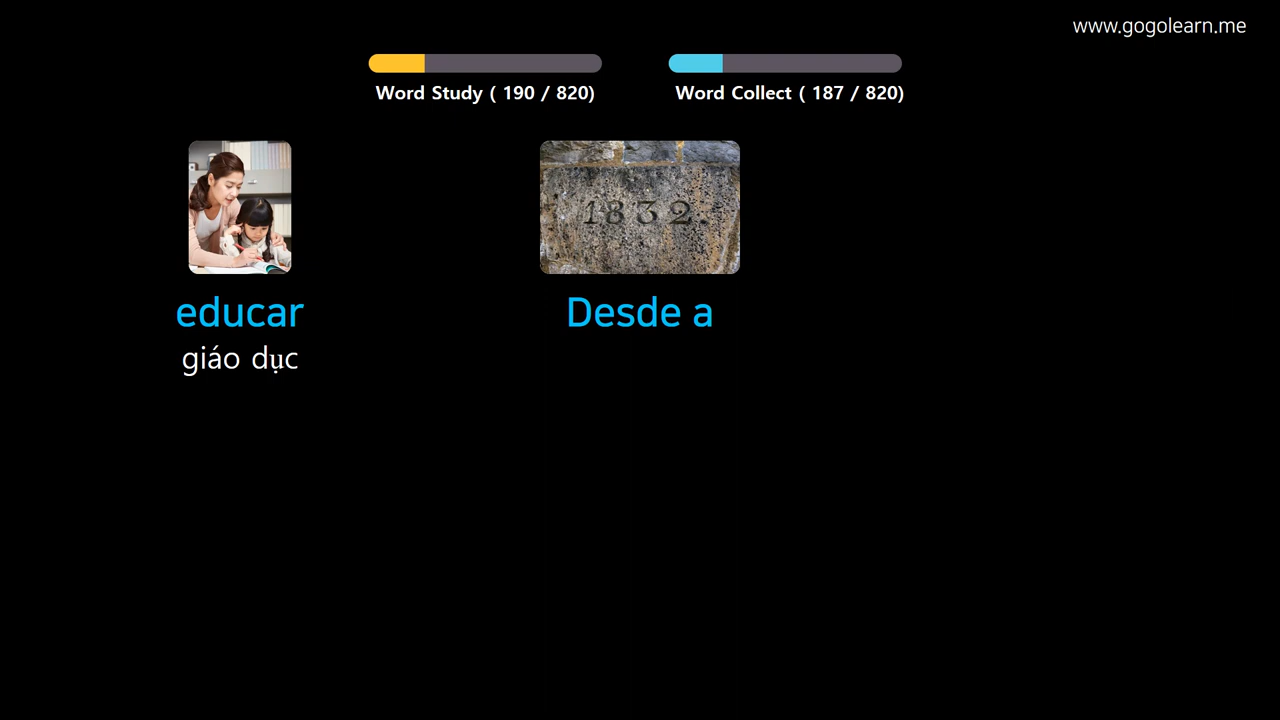 www.gogolearn.me
Word Study ( 190 / 820)
Word Collect ( 187 / 820)
1832.
educar
Desde a
giáo dục